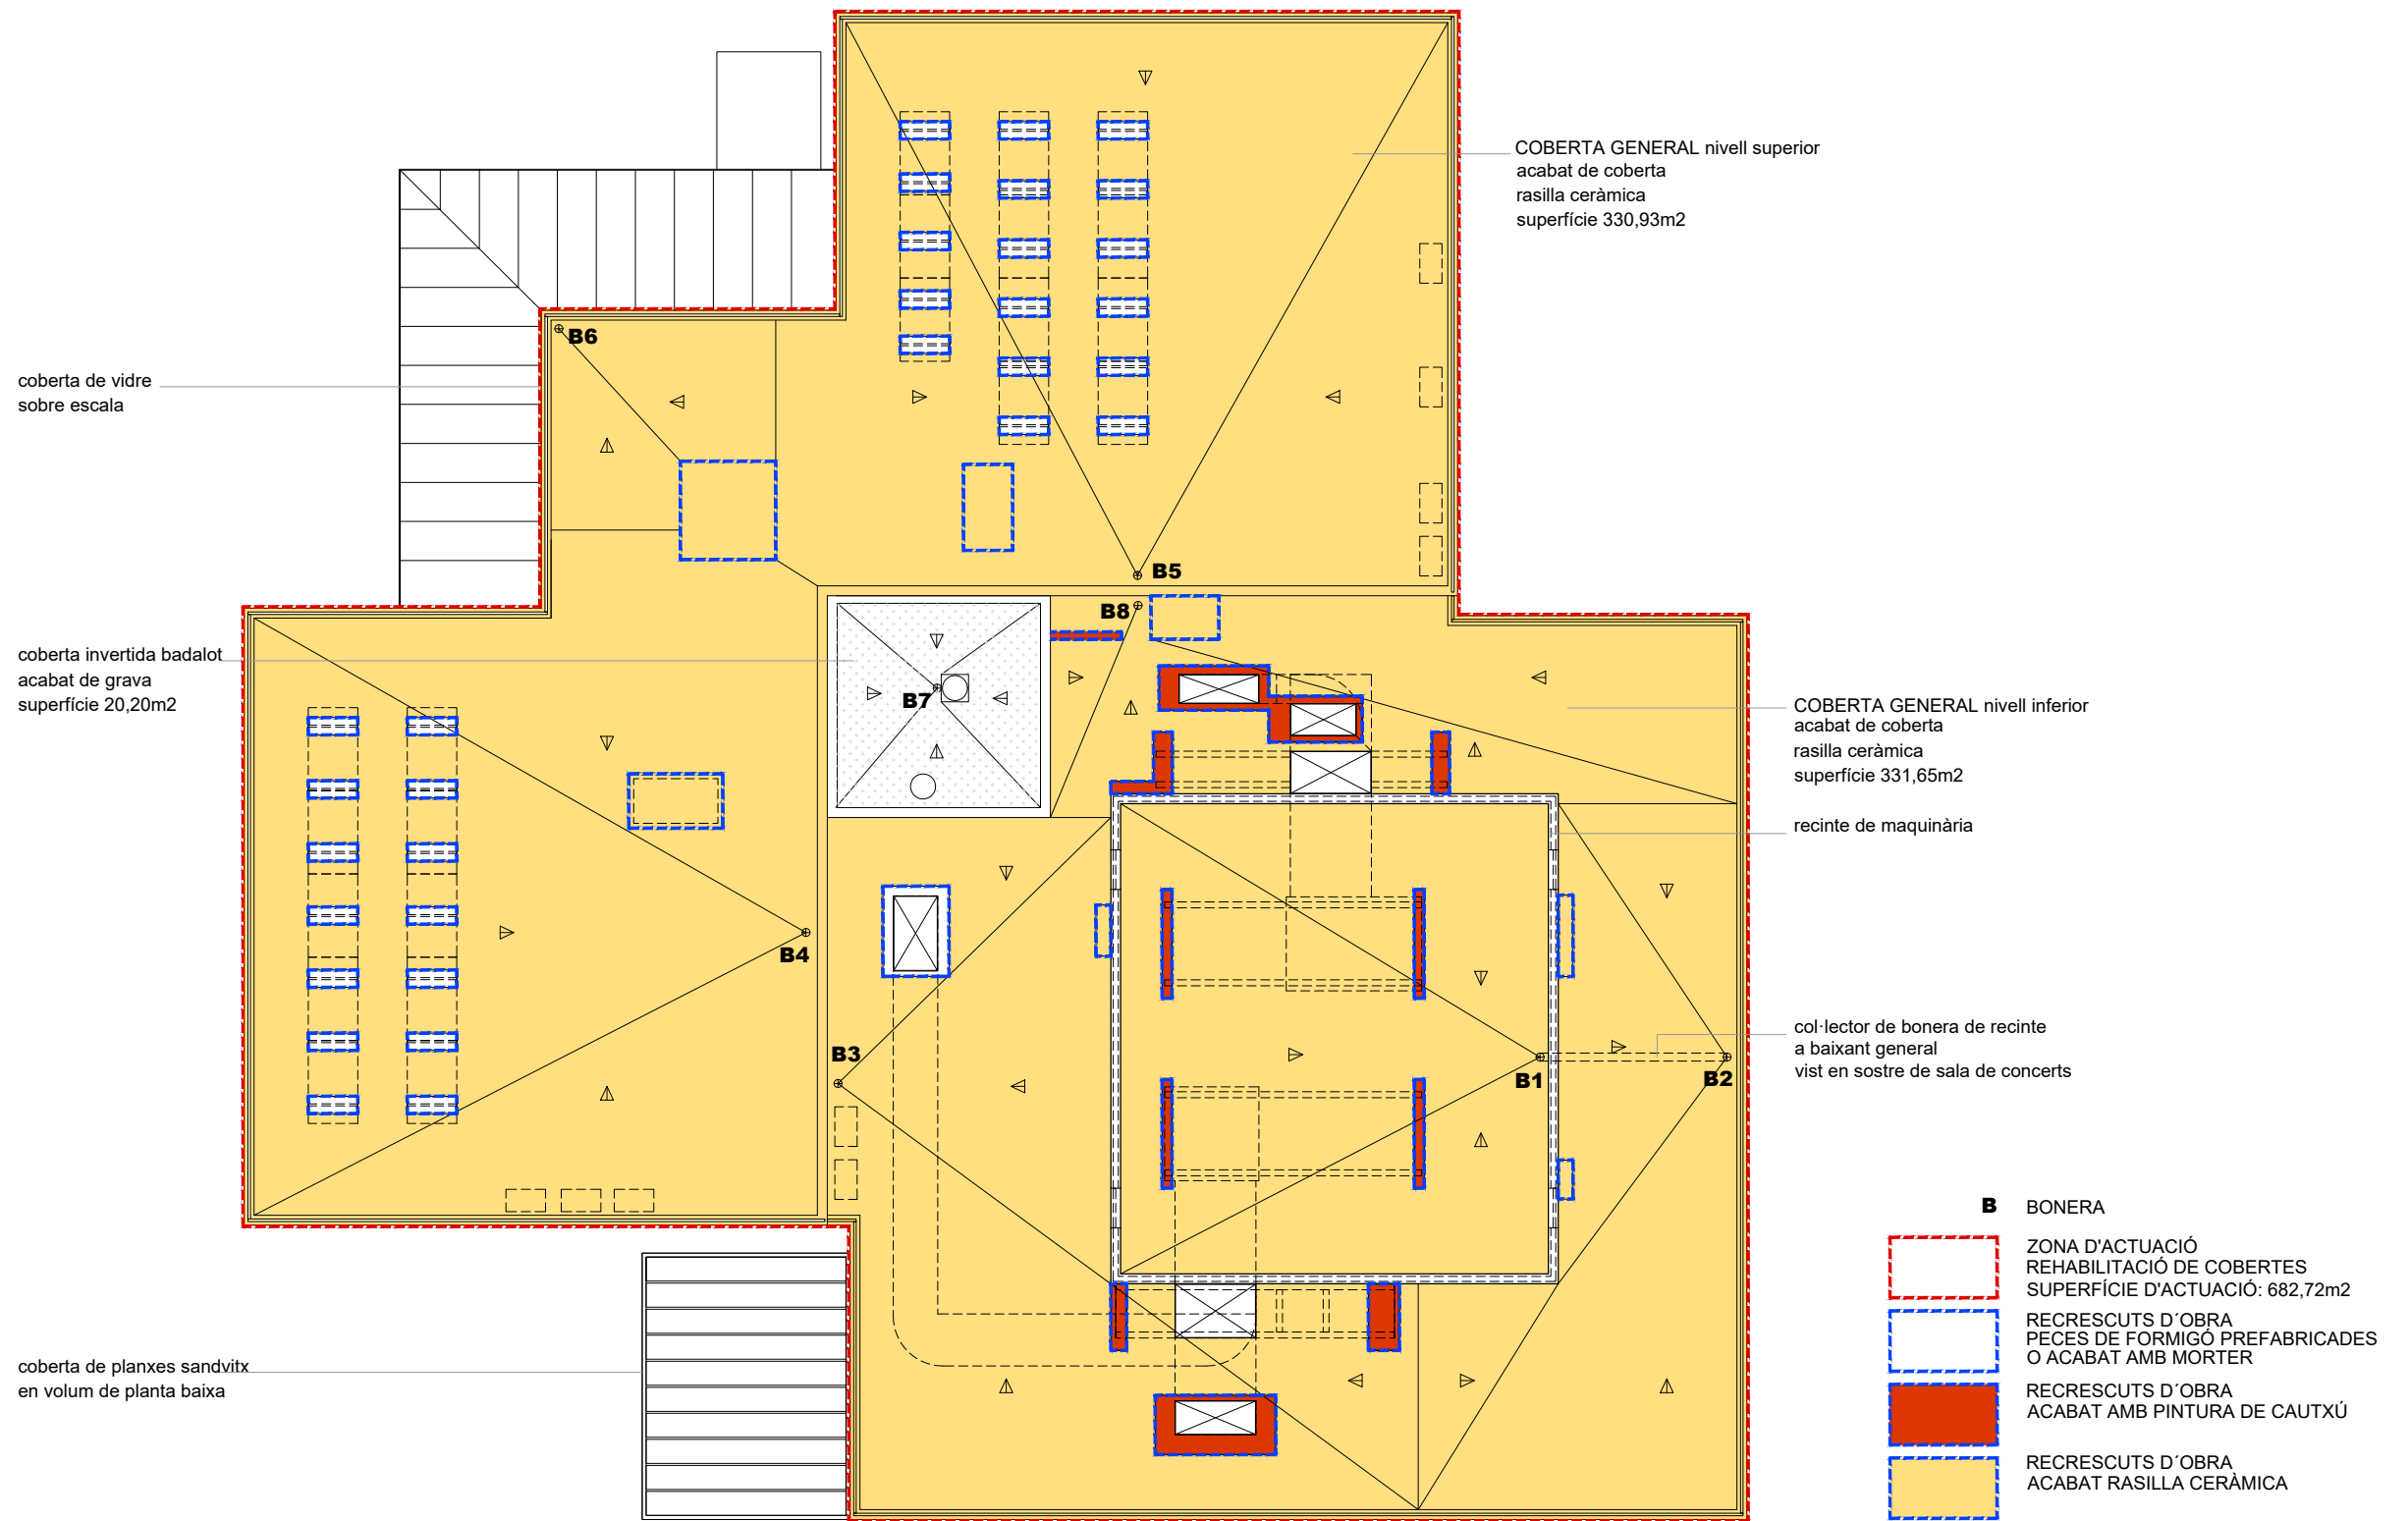 COBERTA GENERAL nivell superior
acabat de coberta
rasilla ceràmica
superfície 330,93m2
B6
coberta de vidre
sobre escala
B5
B8
coberta invertida badalot
acabat de grava
superfície 20,20m2
B7
COBERTA GENERAL nivell inferior
acabat de coberta
rasilla ceràmica
superfície 331,65m2
recinte de maquinària
B4
B3
B1
B2
col·lector de bonera de recinte
a baixant general
vist en sostre de sala de concerts
coberta de planxes sandvitx
en volum de planta baixa
B BONERA
ZONA D'ACTUACIÓ
REHABILITACIÓ DE COBERTES
SUPERFÍCIE D'ACTUACIÓ: 682,72m2
RECRESCUTS D´OBRA
PECES DE FORMIGÓ PREFABRICADES
O ACABAT AMB MORTER
RECRESCUTS D´OBRA
ACABAT AMB PINTURA DE CAUTXÚ
RECRESCUTS D´OBRA
ACABAT RASILLA CERÀMICA